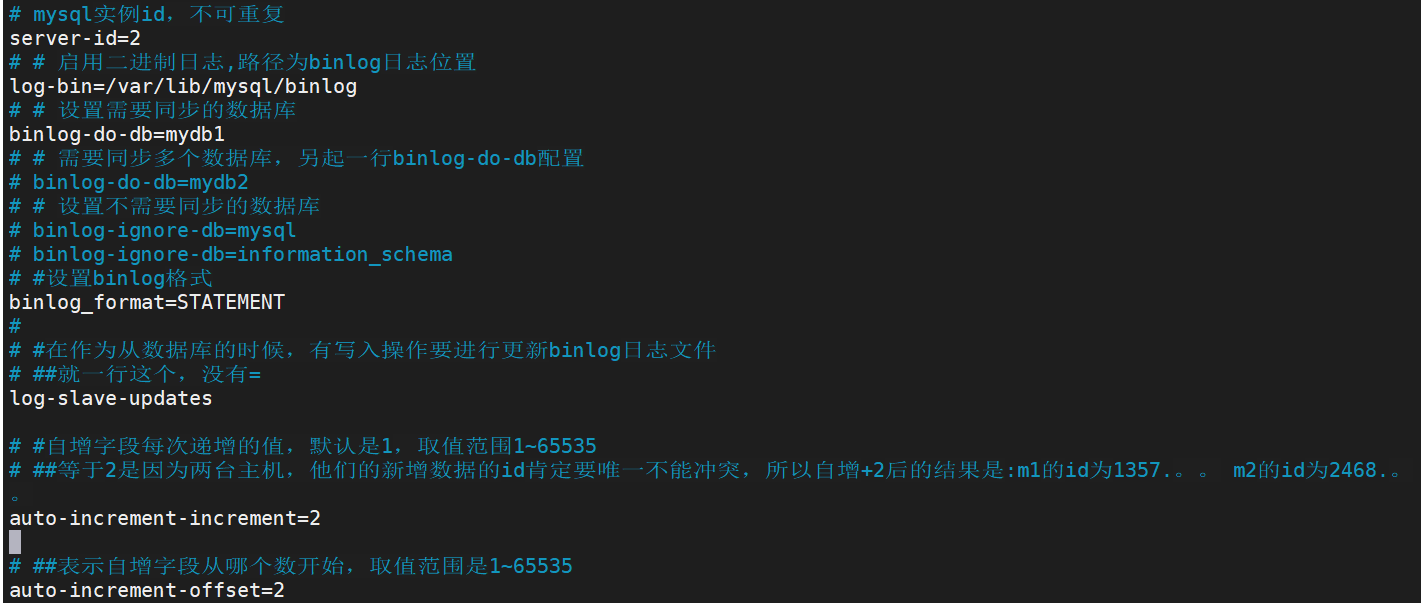 # mysql实例id，不可重复
server-id=2
# # 启用二进制日志,路径为binlog日志位置
log-bin=/var/lib/mysql/binlog
# # 设置需要同步的数据库
binlog-do-db=mydb1
# # 需要同步多个数据库，另起一行binlog-do-db配置
# binlog-do-db=mydb2
# # 设置不需要同步的数据库
# binlog-ignore-db=mysql
# binlog-ignore-db=information_schema
# #设置binlog格式
binlog_format=STATEMENT
#
# #在作为从数据库的时候，有写入操作要进行更新binlog日志文件
# ##就一行这个，没有=
log-slave-updates
# #自增字段每次递增的值，默认是1，取值范围1~65535
# ##等于2是因为两台主机，他们的新增数据的id肯定要唯一不能冲突，所以自增+2后的结果是:m1的id为1357.。。 m2的id为2468.。
。
auto-increment-increment=2
# ##表示自增字段从哪个数开始，取值范围是1~65535
auto-increment-offset=2